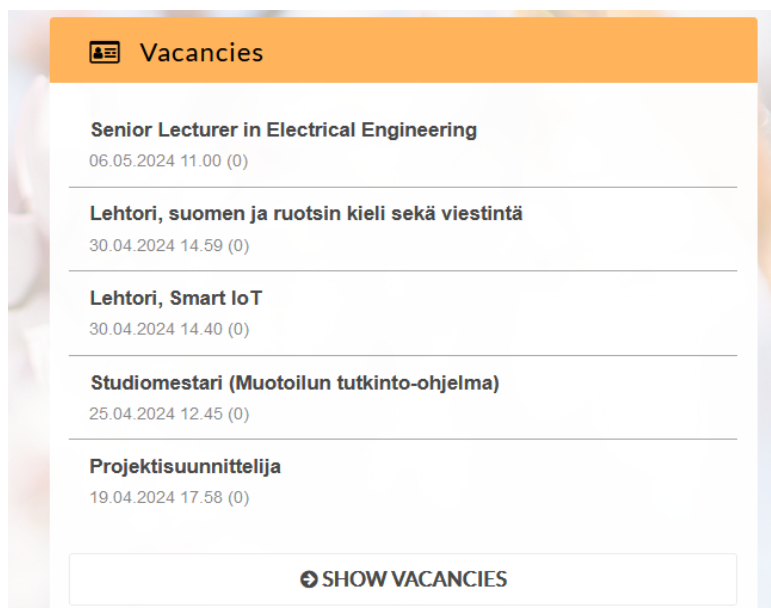 Vacancies
Senior Lecturer in Electrical Engineering
06.05.2024 11.00 (0)
Lehtori, suomen ja ruotsin kieli sekä viestintä
30.04.2024 14.59 (0)
Lehtori, Smart IoT
30.04.2024 14.40 (0)
Studiomestari (Muotoilun tutkinto-ohjelma)
25.04.2024 12.45 (0)
Projektisuunnittelija
19.04.2024 17.58 (0)
SHOW VACANCIES